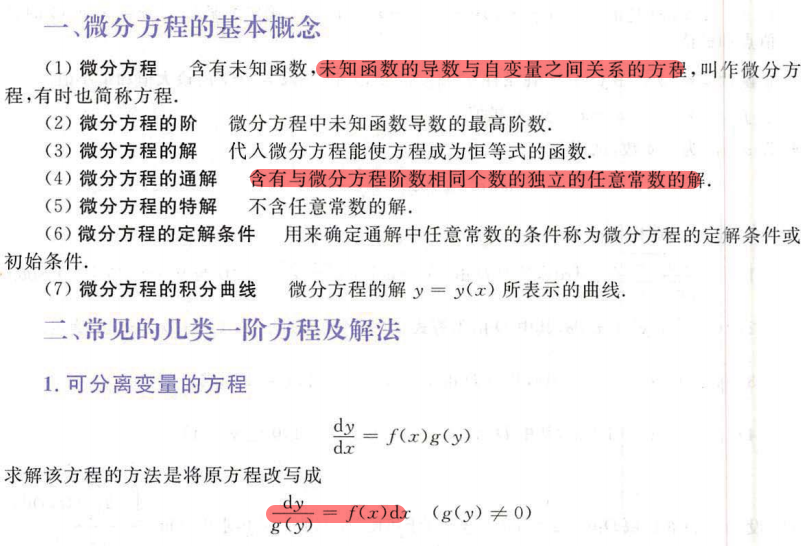 一、微分方程的基本概念
(1) 微分方程 含有未知函数,未知函数的导数与自变量之间关系的方程,叫作微分方
程,有时也简称方程.
(2) 微分方程的阶 微分方程中未知函数导数的最高阶数.
(3) 微分方程的解 代入微分方程能使方程成为恒等式的函数.
(4) 微分方程的通解 含有与微分方程阶数相同个数的独立的任意常数的解.
(5) 微分方程的特解 不含任意常数的解.
(6) 微分方程的定解条件 用来确定通解中任意常数的条件称为微分方程的定解条件或
初始条件.
(7) 微分方程的积分曲线 微分方程的解 y = y(x) 所表示的曲线.
二、常见的几类一阶方程及解法
1. 可分离变量的方程
dy/dx = f(x)g(y)
求解该方程的方法是将原方程改写成
dy/g(y) = f(x)dx (g(y) ≠ 0)